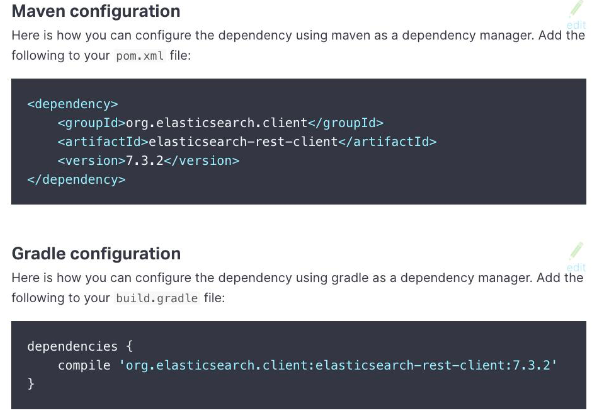 Maven configuration
edit
Here is how you can configure the dependency using maven as a dependency manager. Add the
following to your pom.xml file:
<dependency>
    <groupId>org.elasticsearch.client</groupId>
    <artifactId>elasticsearch-rest-client</artifactId>
    <version>7.3.2</version>
</dependency>
Gradle configuration
edit
Here is how you can configure the dependency using gradle as a dependency manager. Add the
following to your build.gradle file:
dependencies {
    compile 'org.elasticsearch.client:elasticsearch-rest-client:7.3.2'
}